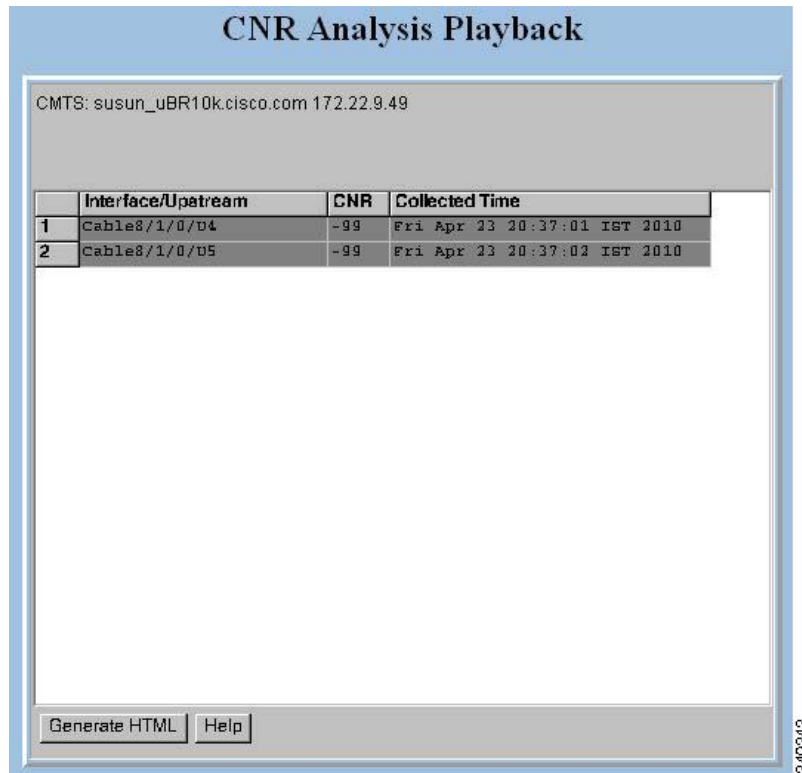 CNR Analysis Playback
CMTS: susun_uBR10k.cisco.com 172.22.9.49
Interface/Upstream CNR Collected Time
1 Cable8/1/0/U4 -99 Fri Apr 23 20:37:01 IST 2010
2 Cable8/1/0/U5 -99 Fri Apr 23 20:37:02 IST 2010
Generate HTML Help